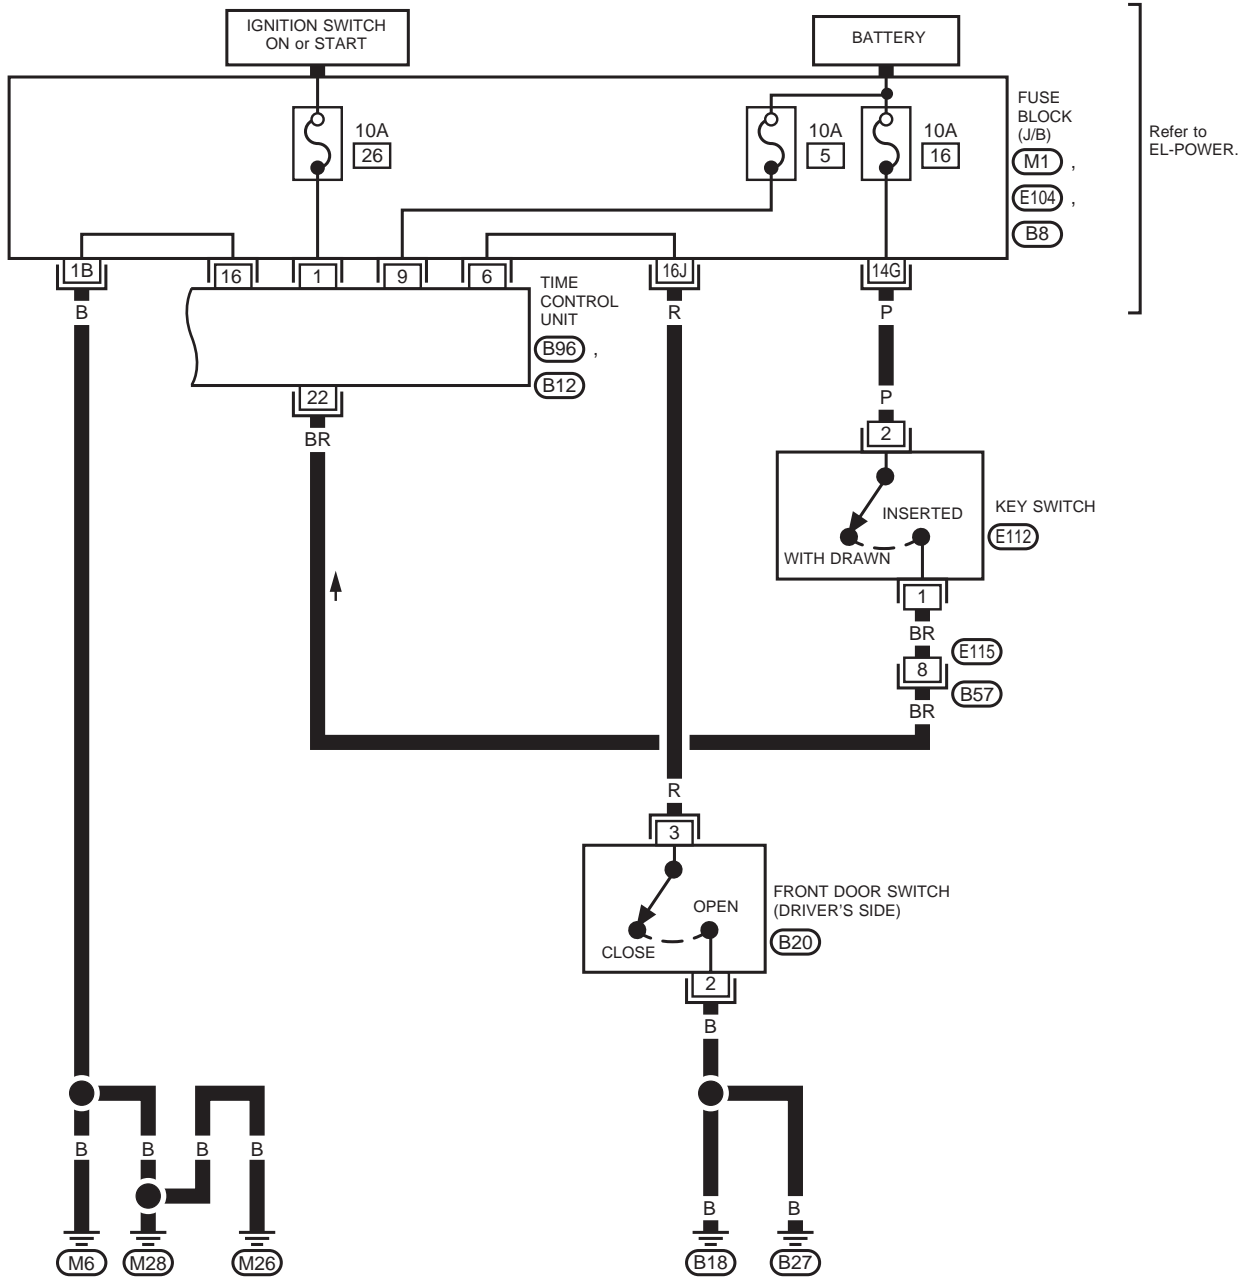 IGNITION SWITCH
ON or START
BATTERY
10A
26
10A
5
10A
16
FUSE
BLOCK
(J/B)
M1 ,
E104 ,
B8
Refer to
EL-POWER.
1B
16
1
9
6
16J
14G
TIME
CONTROL
UNIT
B96 ,
B12
B
R
P
22
BR
P
2
INSERTED
WITH DRAWN
KEY SWITCH
E112
1
BR
E115
8
B57
BR
R
3
OPEN
CLOSE
FRONT DOOR SWITCH
(DRIVER'S SIDE)
B20
2
B
B
B
B
B
B
B
M6
M28
M26
B18
B27